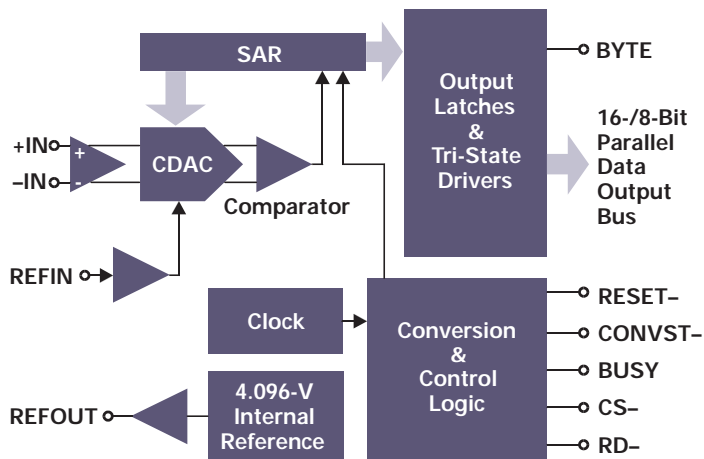 SAR
BYTE
Output
Latches
&
Tri-State
Drivers
16-/8-Bit
Parallel
Data
Output
Bus
+IN
+
CDAC
–IN
-
Comparator
REFIN
Clock
Conversion
&
Control
Logic
RESET–
CONVST–
BUSY
CS–
RD–
REFOUT
4.096-V
Internal
Reference